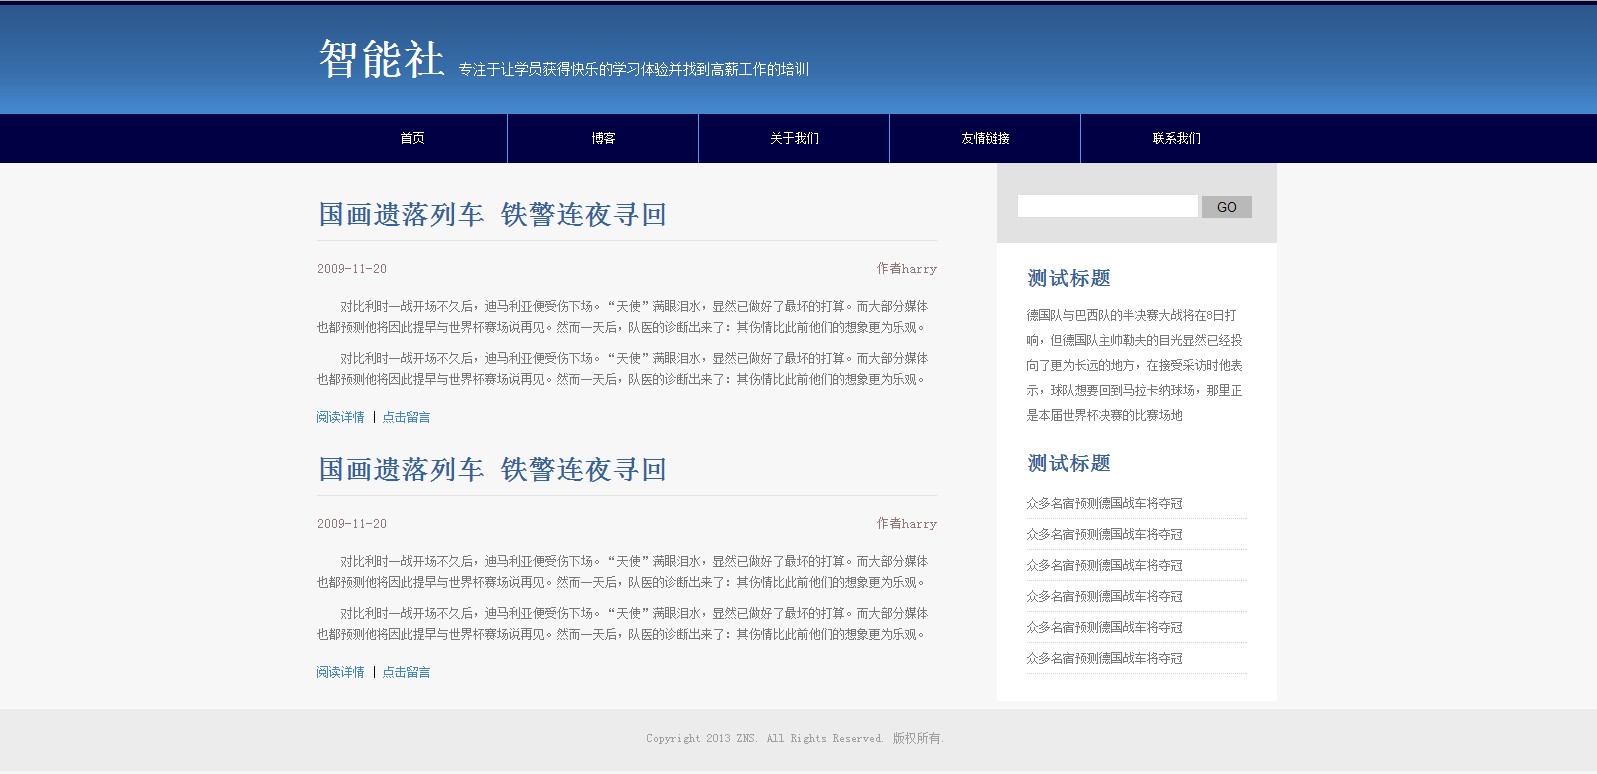 智能社 专注于让学员获得快乐的学习体验并找到高薪工作的培训
首页 博客 关于我们 友情链接 联系我们
国画遗落列车 铁警连夜寻回
2009-11-20 作者harry
对比利时一战开场不久后，迪马利亚便受伤下场。“天使”满眼泪水，显然已做好了最坏的打算。而大部分媒体
也都预测他将因此提早与世界杯赛场说再见。然而一天后，队医的诊断出来了：其伤情比此前他们的想象更为乐观。
对比利时一战开场不久后，迪马利亚便受伤下场。“天使”满眼泪水，显然已做好了最坏的打算。而大部分媒体
也都预测他将因此提早与世界杯赛场说再见。然而一天后，队医的诊断出来了：其伤情比此前他们的想象更为乐观。
阅读详情 | 点击留言
国画遗落列车 铁警连夜寻回
2009-11-20 作者harry
对比利时一战开场不久后，迪马利亚便受伤下场。“天使”满眼泪水，显然已做好了最坏的打算。而大部分媒体
也都预测他将因此提早与世界杯赛场说再见。然而一天后，队医的诊断出来了：其伤情比此前他们的想象更为乐观。
对比利时一战开场不久后，迪马利亚便受伤下场。“天使”满眼泪水，显然已做好了最坏的打算。而大部分媒体
也都预测他将因此提早与世界杯赛场说再见。然而一天后，队医的诊断出来了：其伤情比此前他们的想象更为乐观。
阅读详情 | 点击留言
GO
测试标题
德国队与巴西队的半决赛大战将在8日打
响，但德国队主帅勒夫的目光显然已经投
向了更为长远的地方，在接受采访时他表
示，球队想要回到马拉卡纳球场，那里正
是本届世界杯决赛的比赛场地
测试标题
众多名宿预测德国战车将夺冠
众多名宿预测德国战车将夺冠
众多名宿预测德国战车将夺冠
众多名宿预测德国战车将夺冠
众多名宿预测德国战车将夺冠
众多名宿预测德国战车将夺冠
Copyright 2013 ZNS. All Rights Reserved. 版权所有.